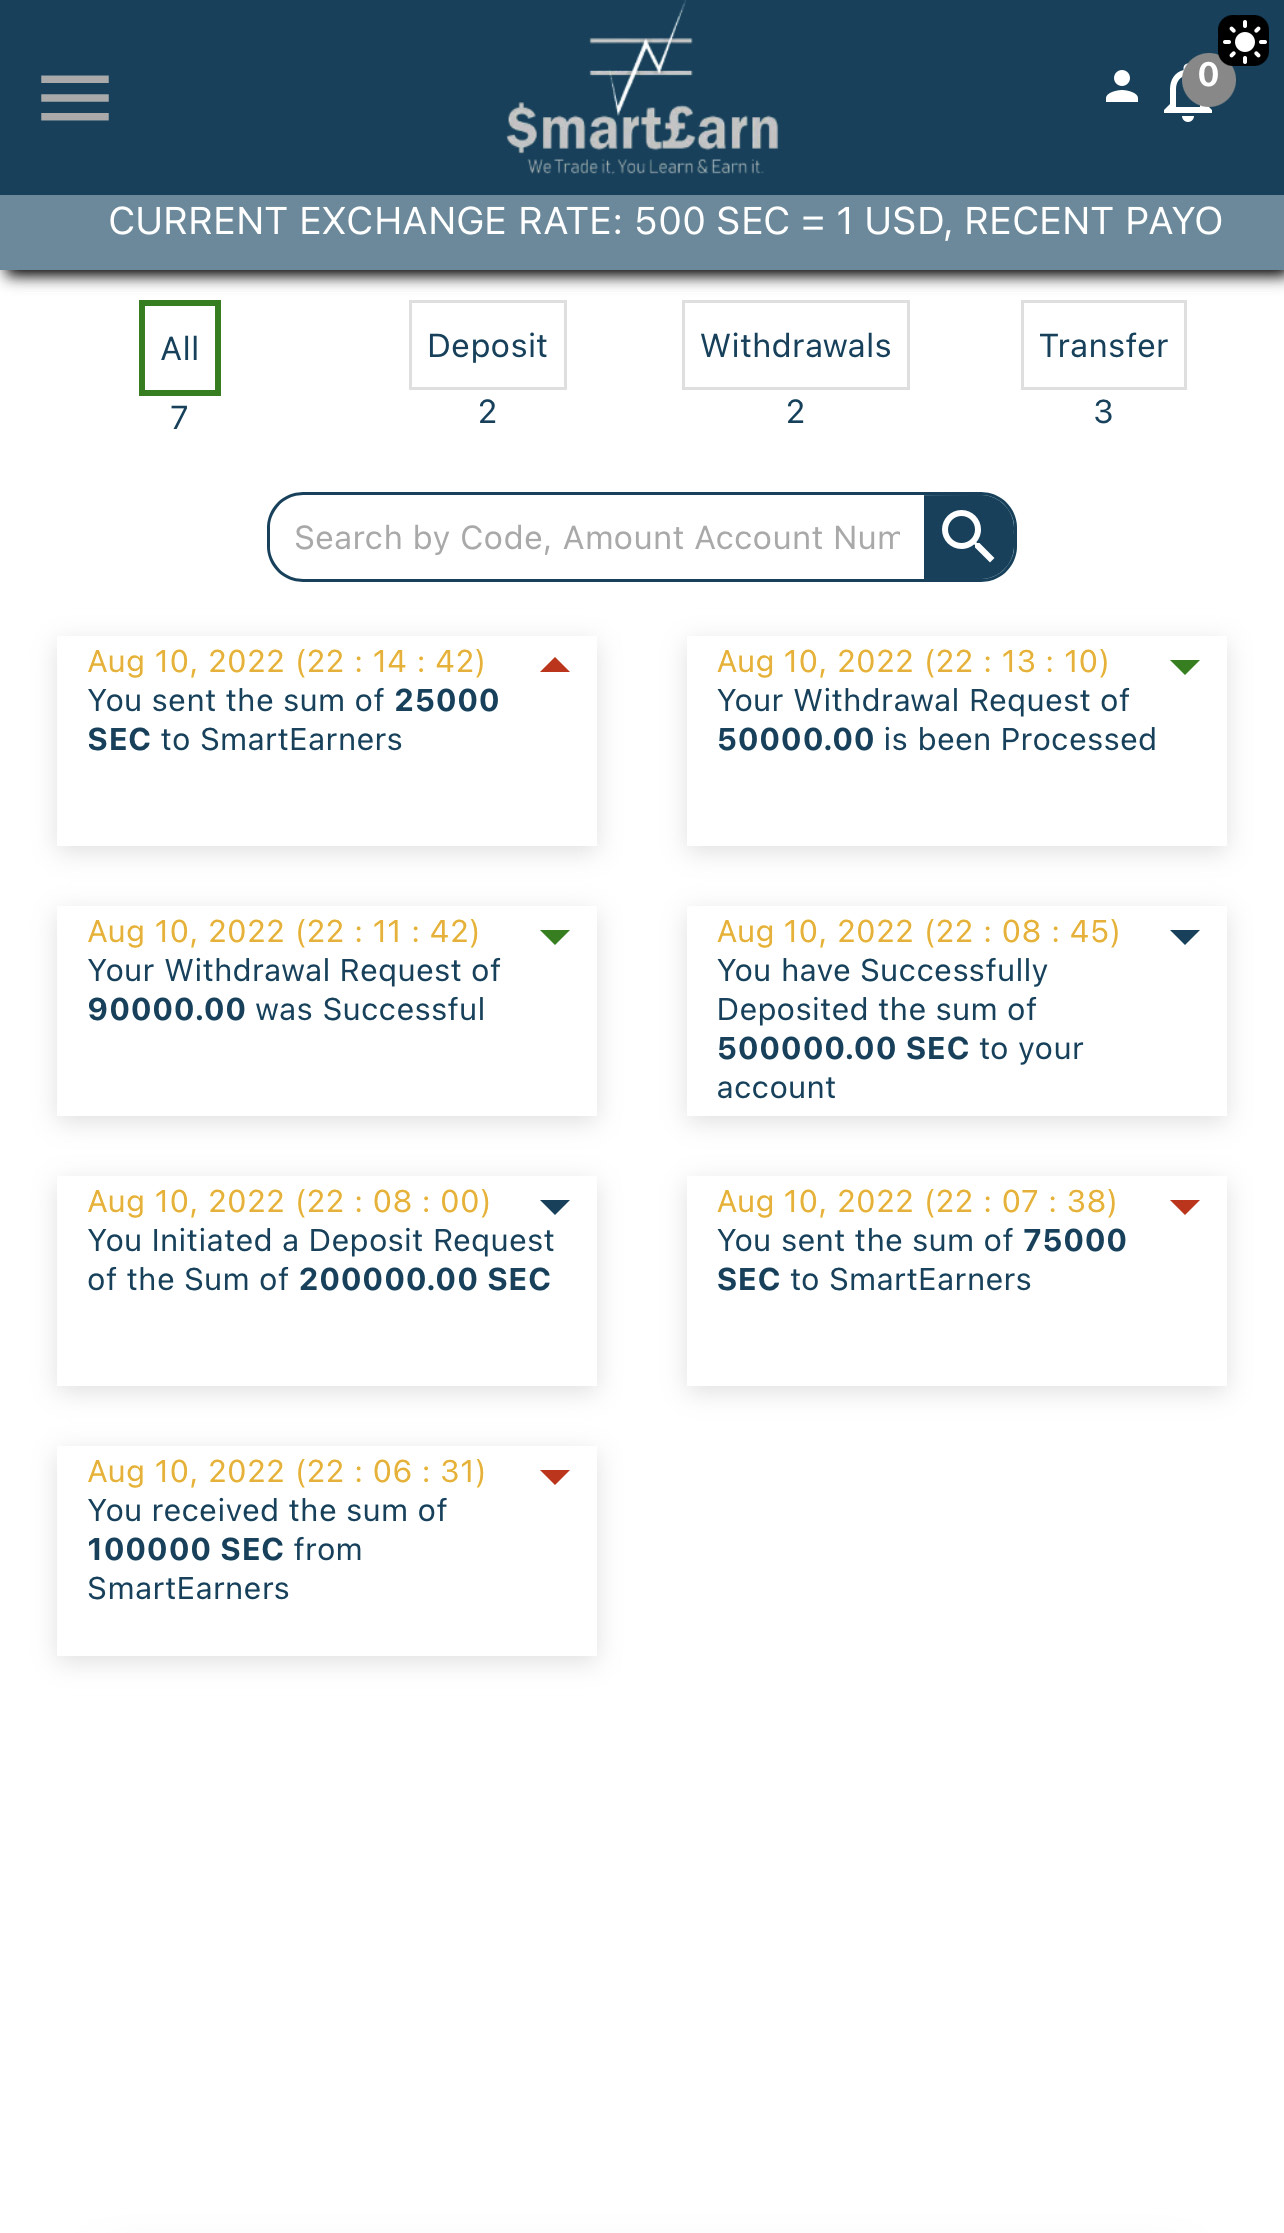 0
$mart£arn
We Trade it. You Learn & Earn it.
CURRENT EXCHANGE RATE: 500 SEC = 1 USD, RECENT PAYO
All
7
Deposit
2
Withdrawals
2
Transfer
3
Search by Code, Amount Account Num
Aug 10, 2022 (22 : 14 : 42)
You sent the sum of 25000
SEC to SmartEarners
Aug 10, 2022 (22 : 13 : 10)
Your Withdrawal Request of
50000.00 is been Processed
Aug 10, 2022 (22 : 11 : 42)
Your Withdrawal Request of
90000.00 was Successful
Aug 10, 2022 (22 : 08 : 45)
You have Successfully
Deposited the sum of
500000.00 SEC to your
account
Aug 10, 2022 (22 : 08 : 00)
You Initiated a Deposit Request
of the Sum of 200000.00 SEC
Aug 10, 2022 (22 : 07 : 38)
You sent the sum of 75000
SEC to SmartEarners
Aug 10, 2022 (22 : 06 : 31)
You received the sum of
100000 SEC from
SmartEarners